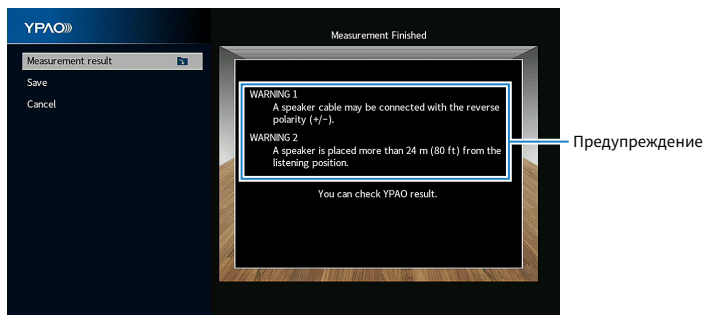 YPAO
Measurement Finished
Measurement result
Save
Cancel
WARNING 1
A speaker cable may be connected with the reverse
polarity (+/−).
WARNING 2
A speaker is placed more than 24 m (80 ft) from the
listening position.
You can check YPAO result.
Предупреждение